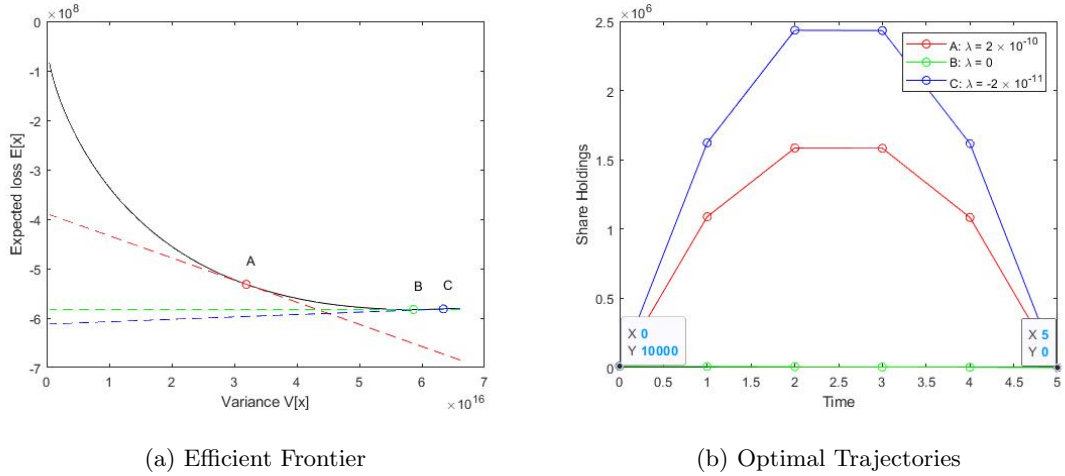 ×10⁸
0
-1
-2
-3
-4
-5
-6
-7
Expected loss E[x]
A
B
C
0
1
2
3
4
5
6
7
Variance V[x]
×10¹⁶
×10⁶
2.5
2
1.5
1
0.5
0
Share Holdings
A: λ = 2 × 10⁻¹⁰
B: λ = 0
C: λ = -2 × 10⁻¹¹
X 0
Y 10000
X 5
Y 0
0
0.5
1
1.5
2
2.5
3
3.5
4
4.5
5
Time
(a) Efficient Frontier
(b) Optimal Trajectories